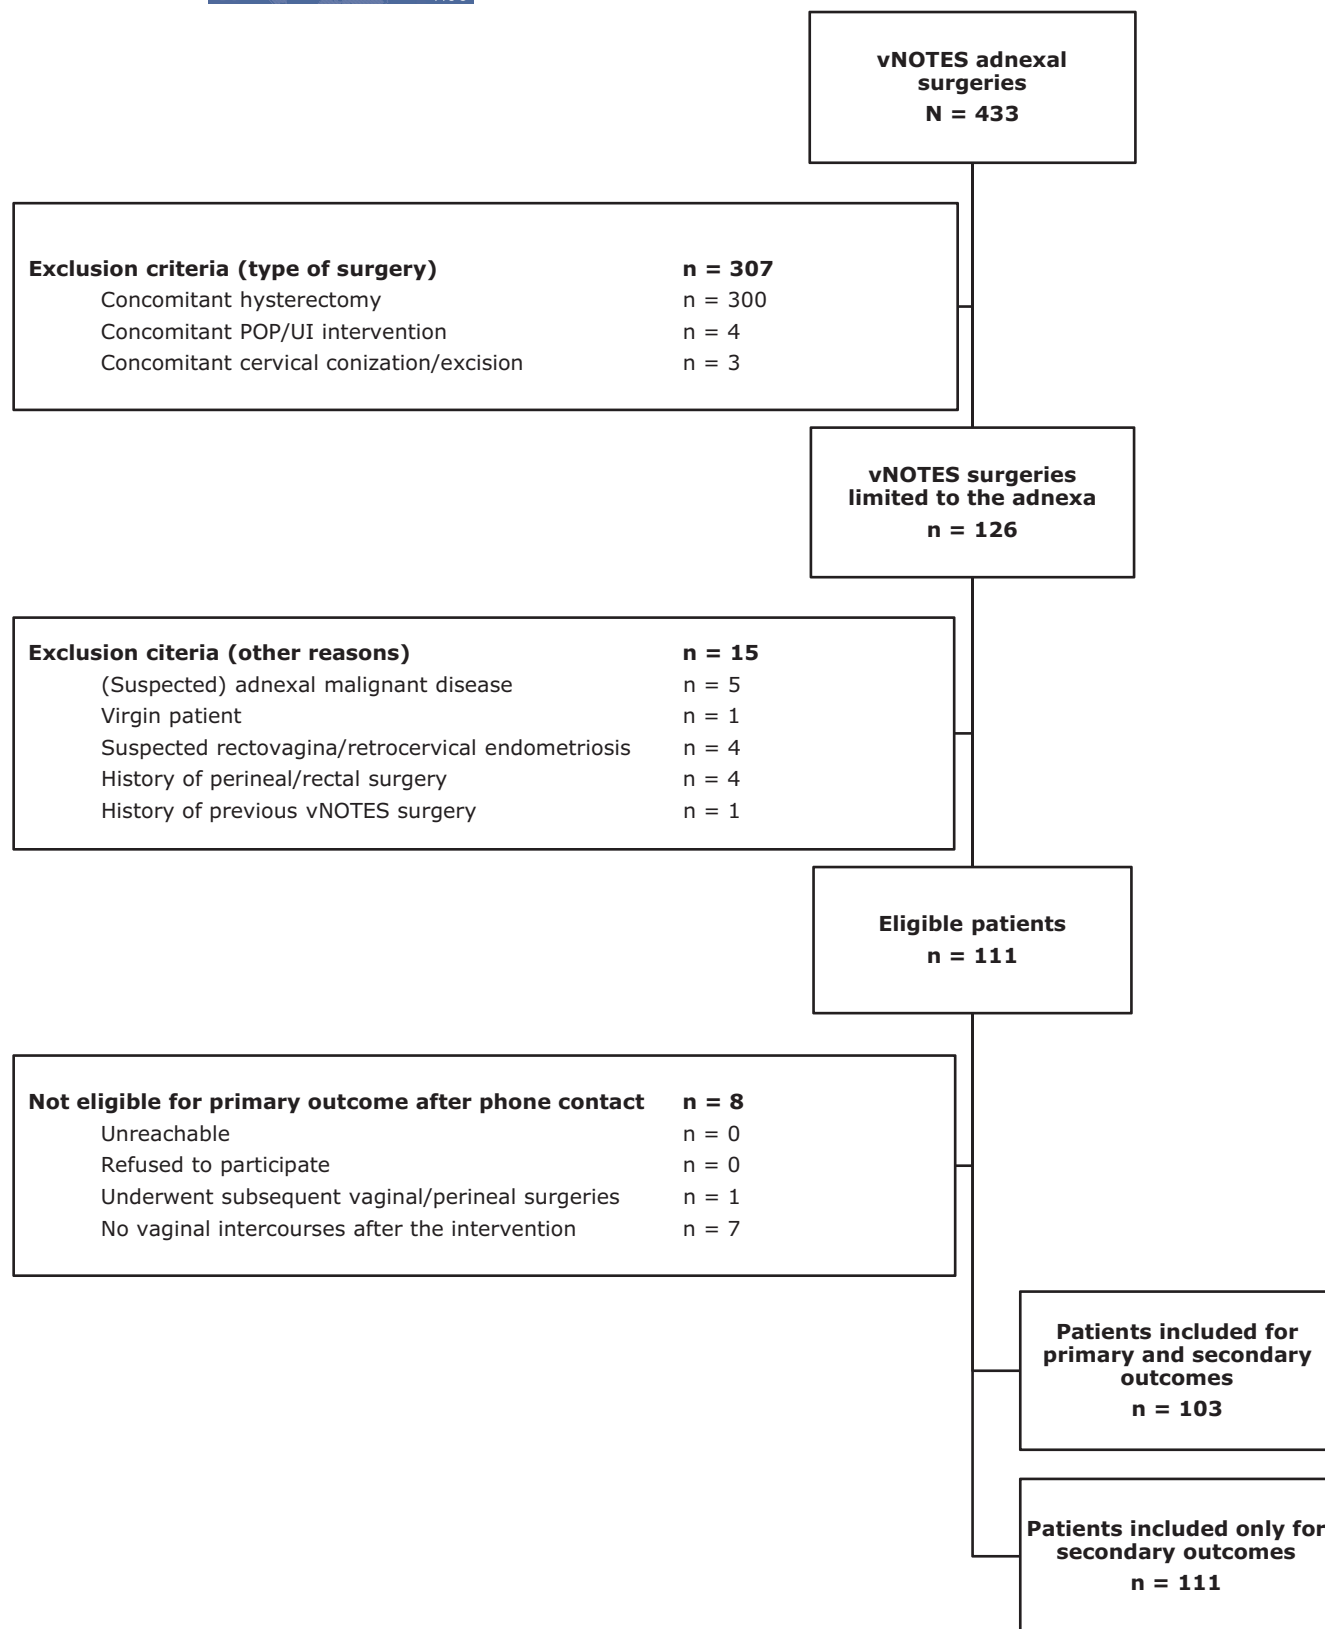 vNOTES adnexal
surgeries
N = 433
Exclusion criteria (type of surgery) n = 307
Concomitant hysterectomy n = 300
Concomitant POP/UI intervention n = 4
Concomitant cervical conization/excision n = 3
vNOTES surgeries
limited to the adnexa
n = 126
Exclusion citeria (other reasons) n = 15
(Suspected) adnexal malignant disease n = 5
Virgin patient n = 1
Suspected rectovagina/retrocervical endometriosis n = 4
History of perineal/rectal surgery n = 4
History of previous vNOTES surgery n = 1
Eligible patients
n = 111
Not eligible for primary outcome after phone contact n = 8
Unreachable n = 0
Refused to participate n = 0
Underwent subsequent vaginal/perineal surgeries n = 1
No vaginal intercourses after the intervention n = 7
Patients included for
primary and secondary
outcomes
n = 103
Patients included only for
secondary outcomes
n = 111